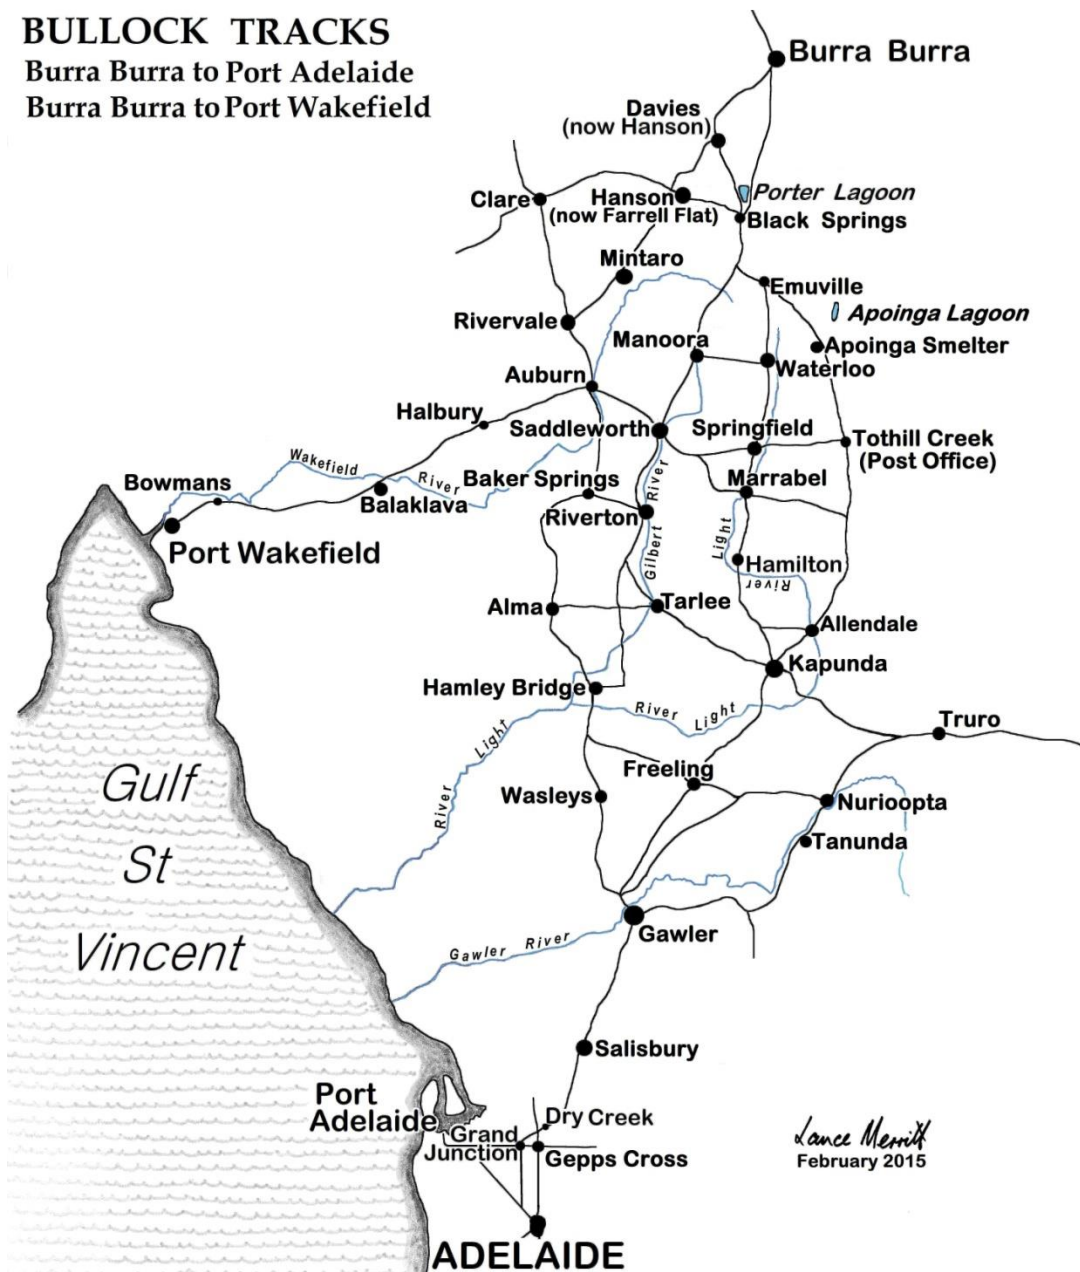 BULLOCK TRACKS
Burra Burra to Port Adelaide
Burra Burra to Port Wakefield
Burra Burra
Davies
(now Hanson)
Clare
Hanson
(now Farrell Flat)
Porter Lagoon
Black Springs
Mintaro
Emuville
Apoinga Lagoon
Rivervale
Manoora
Apoinga Smelter
Waterloo
Auburn
Halbury
Saddleworth
Springfield
Tothill Creek
(Post Office)
Wakefield
River
Bowmans
Balaklava
Baker Springs
River
Marrabel
Port Wakefield
Riverton
Gilbert
Light
Hamilton
River
Alma
Tarlee
Allendale
Kapunda
Hamley Bridge
River Light
Truro
River Light
Freeling
Wasleys
Nurioopta
Tanunda
Gulf
St
Vincent
Gawler River
Gawler
Salisbury
Port
Adelaide
Dry Creek
Grand
Junction
Gepps Cross
Lance Merritt
February 2015
ADELAIDE